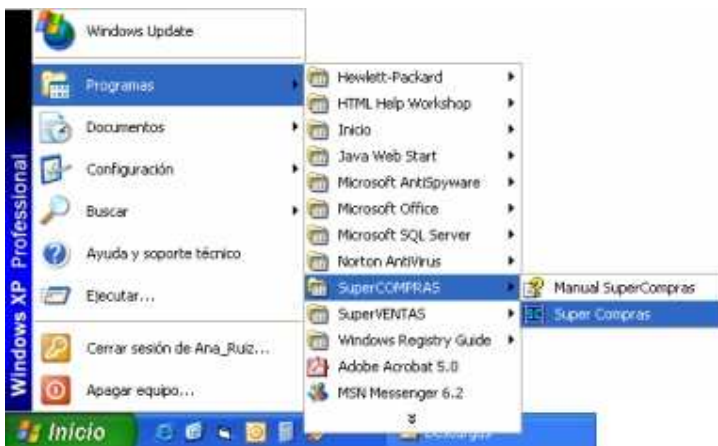 Windows XP Professional
Windows Update
Programas
Documentos
Configuración
Buscar
Ayuda y soporte técnico
Ejecutar...
Cerrar sesión de Ana_Ruiz...
Apagar equipo...
Hewlett-Packard
HTML Help Workshop
Inicio
Java Web Start
Microsoft AntiSpyware
Microsoft Office
Microsoft SQL Server
Norton AntiVirus
SuperCOMPRAS
SuperVENTAS
Windows Registry Guide
Adobe Acrobat 5.0
MSN Messenger 6.2
Manual SuperCompras
Super Compras
Inicio